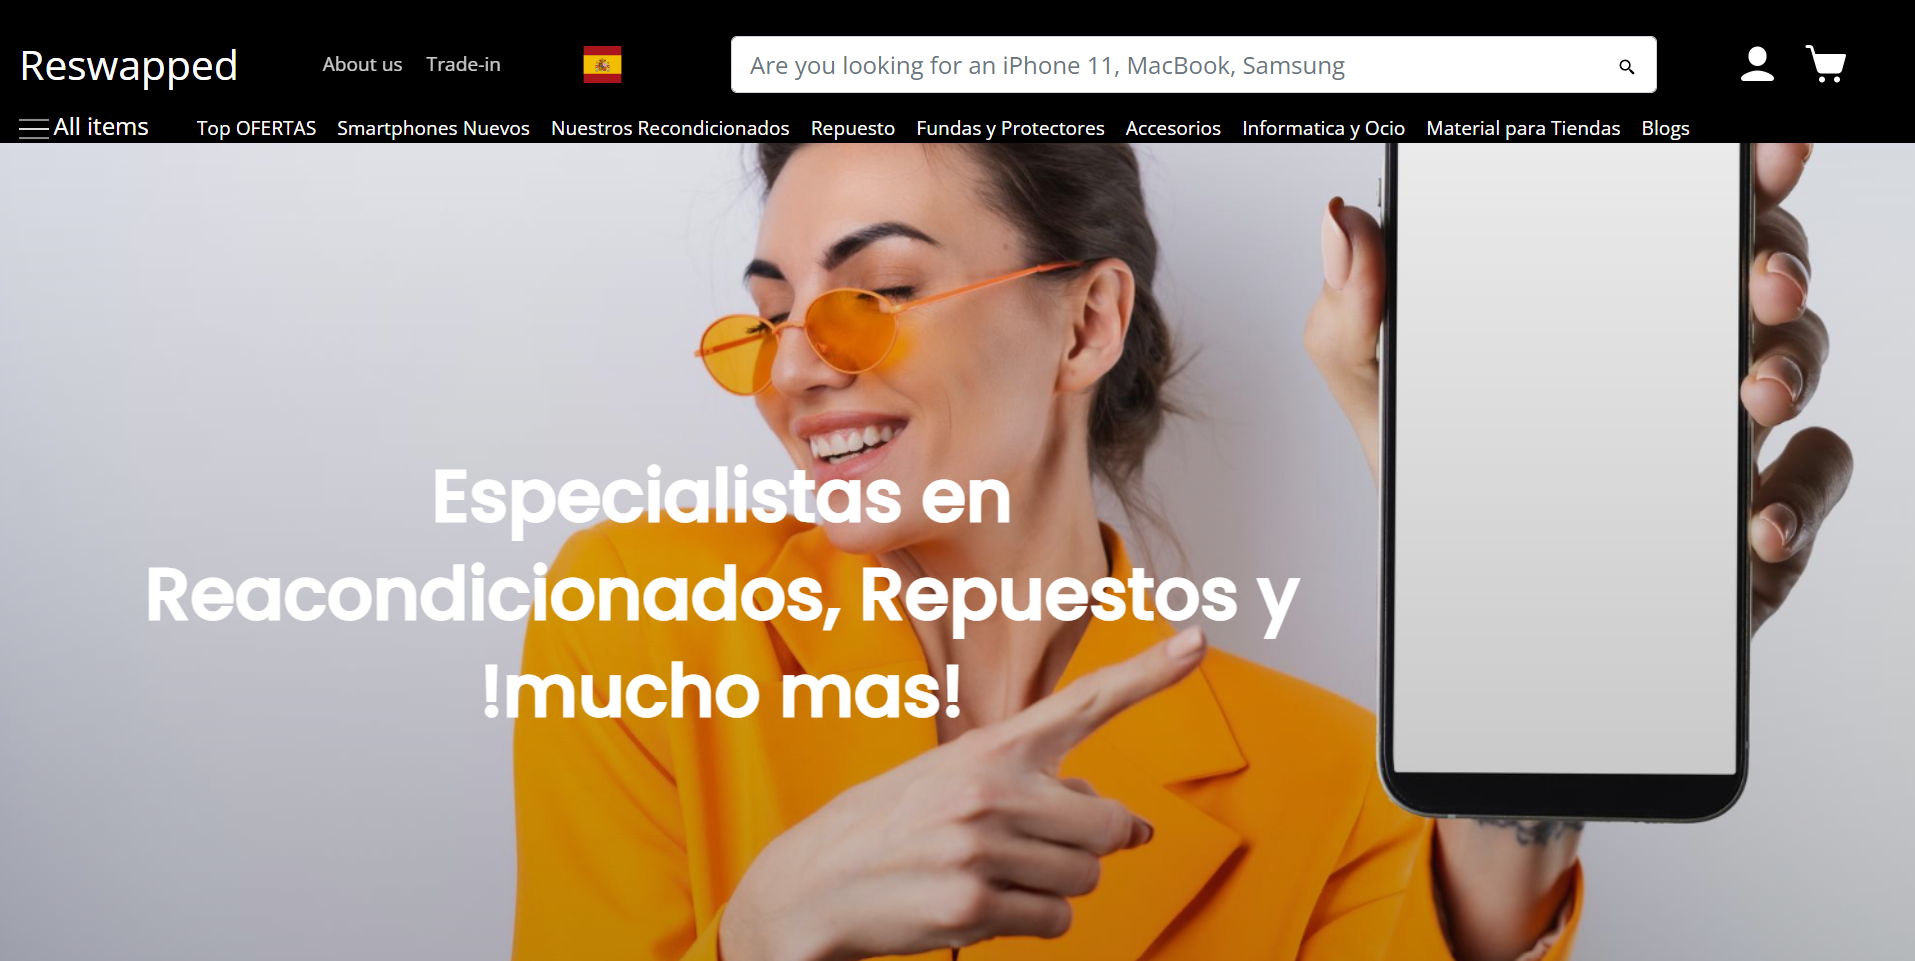 Reswapped
About us
Trade-in
Are you looking for an iPhone 11, MacBook, Samsung
All items
Top OFERTAS
Smartphones Nuevos
Nuestros Recondicionados
Repuesto
Fundas y Protectores
Accesorios
Informatica y Ocio
Material para Tiendas
Blogs
Especialistas en
Reacondicionados, Repuestos y
!mucho mas!